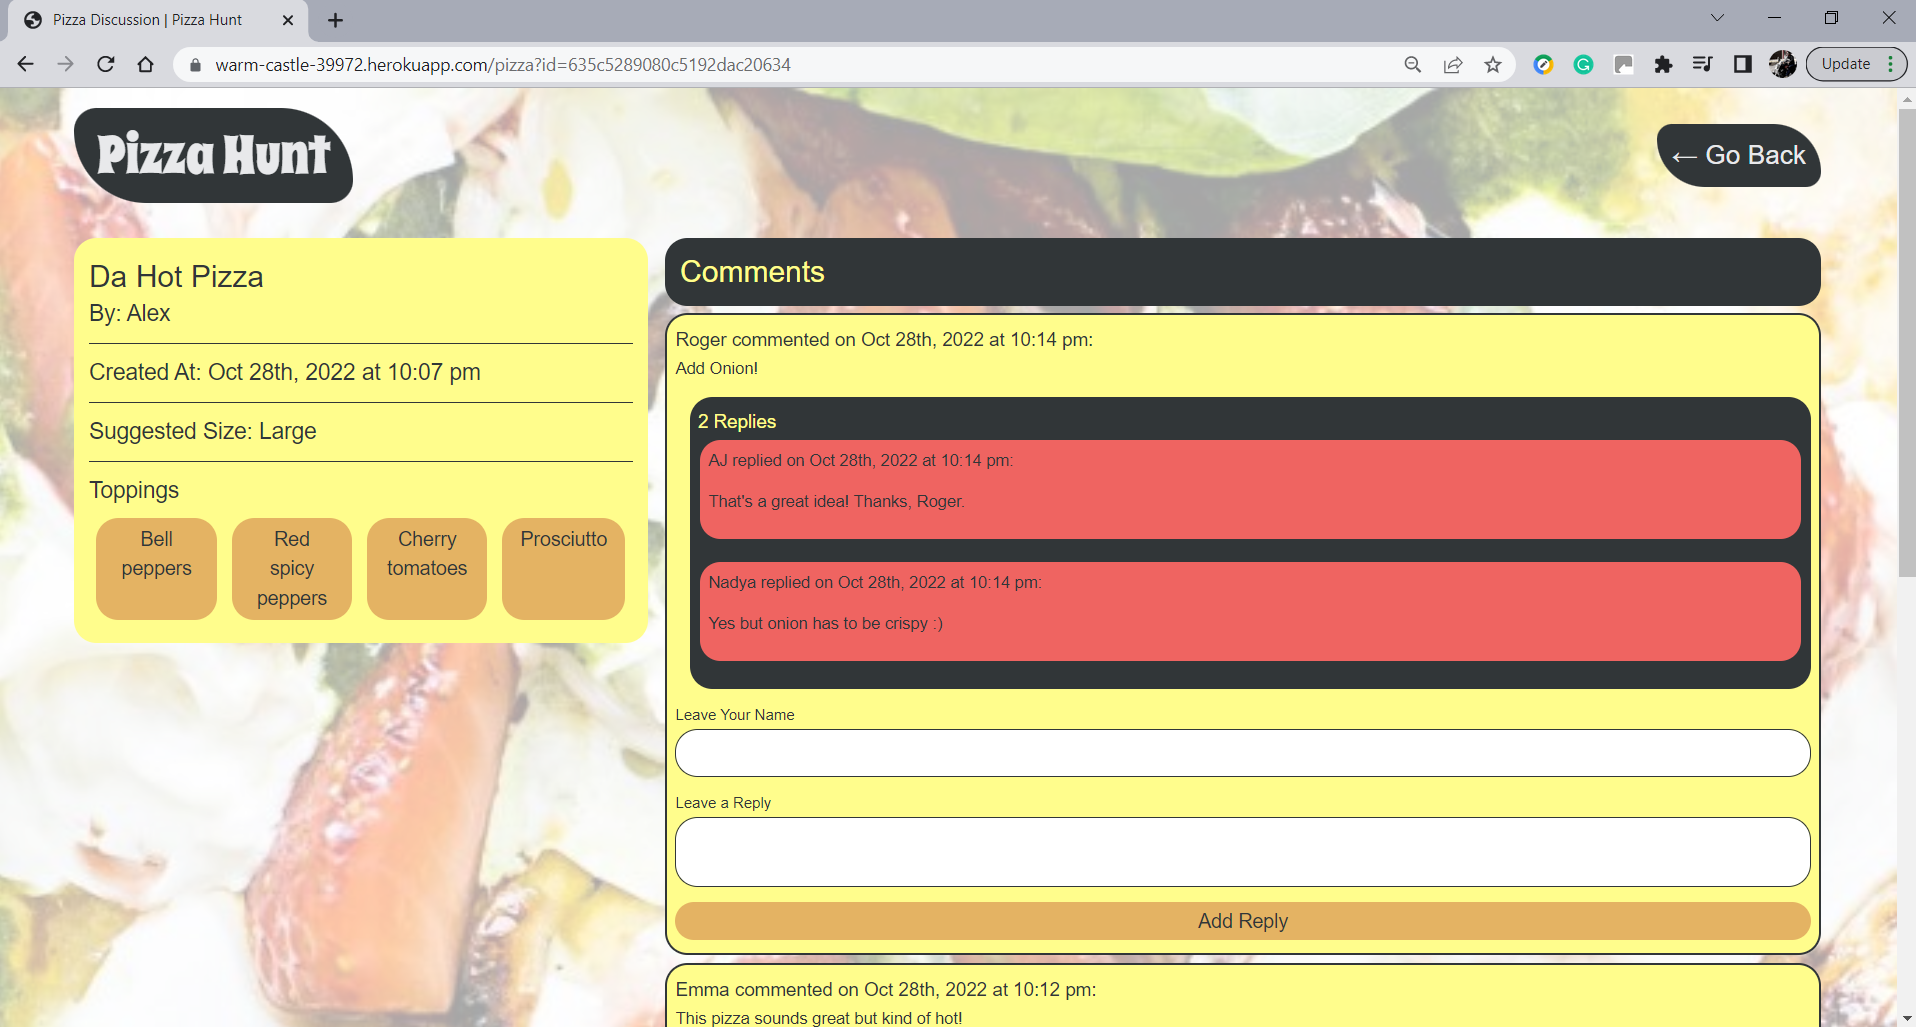 Pizza Discussion | Pizza Hunt
warm-castle-39972.herokuapp.com/pizza?id=635c5289080c5192dac20634
Update
Pizza Hunt
← Go Back
Da Hot Pizza
By: Alex
Created At: Oct 28th, 2022 at 10:07 pm
Suggested Size: Large
Toppings
Bell
peppers
Red
spicy
peppers
Cherry
tomatoes
Prosciutto
Comments
Roger commented on Oct 28th, 2022 at 10:14 pm:
Add Onion!
2 Replies
AJ replied on Oct 28th, 2022 at 10:14 pm:
That's a great idea! Thanks, Roger.
Nadya replied on Oct 28th, 2022 at 10:14 pm:
Yes but onion has to be crispy :)
Leave Your Name
Leave a Reply
Add Reply
Emma commented on Oct 28th, 2022 at 10:12 pm:
This pizza sounds great but kind of hot!